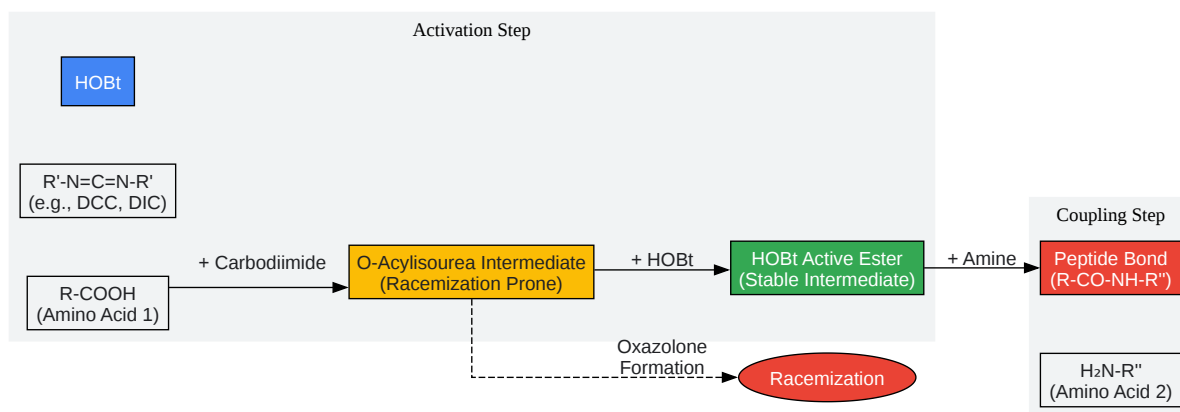 Activation Step
HOBt
R'-N=C=N-R'
(e.g., DCC, DIC)
R-COOH
(Amino Acid 1)
+ Carbodiimide
O-Acylisourea Intermediate
(Racemization Prone)
+ HOBt
HOBt Active Ester
(Stable Intermediate)
+ Amine
Coupling Step
Peptide Bond
(R-CO-NH-R'')
Oxazolone
Formation
Racemization
H₂N-R''
(Amino Acid 2)